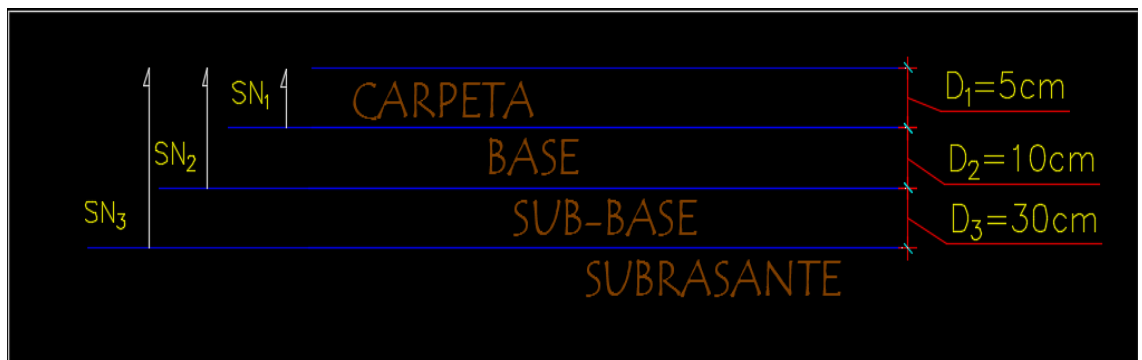 SN₁
CARPETA
D₁=5cm
SN₂
BASE
D₂=10cm
SN₃
SUB-BASE
D₃=30cm
SUBRASANTE